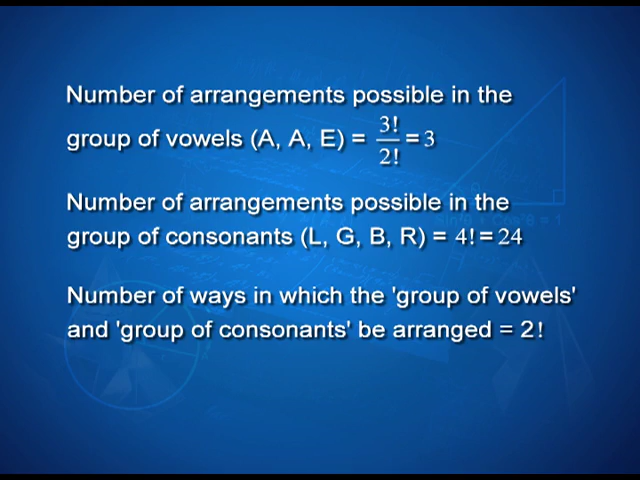 Number of arrangements possible in the
group of vowels (A, A, E) = 3!/2! = 3
Number of arrangements possible in the
group of consonants (L, G, B, R) = 4! = 24
Number of ways in which the 'group of vowels'
and 'group of consonants' be arranged = 2!